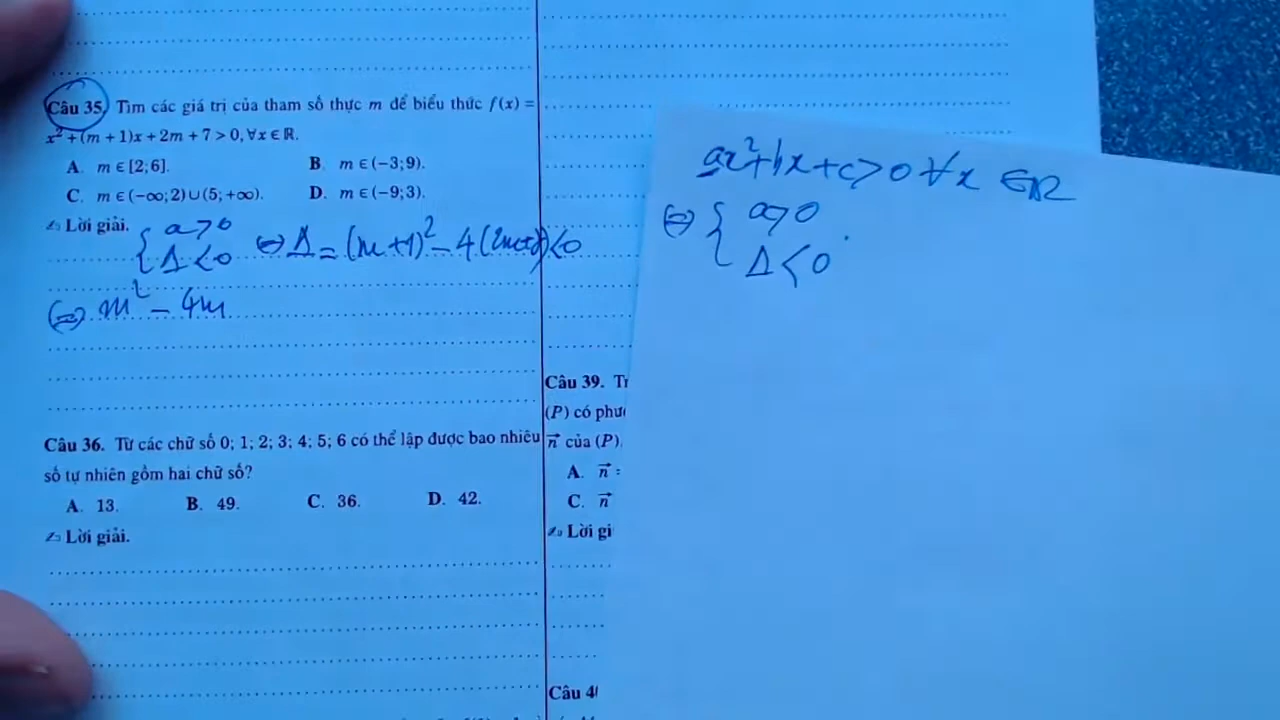 Câu 35. Tìm các giá trị của tham số thực m để biểu thức f(x) =
x² + (m + 1)x + 2m + 7 > 0, ∀x ∈ ℝ.
A. m ∈ [2; 6].
B. m ∈ (−3; 9).
C. m ∈ (−∞; 2) ∪ (5; +∞).
D. m ∈ (−9; 3).
Lời giải.
{ a > 0
Δ < 0 ⇔ Δ = (m+1)² − 4(2m+7) < 0
⇔ m² − 4m
Câu 36. Từ các chữ số 0; 1; 2; 3; 4; 5; 6 có thể lập được bao nhiêu
số tự nhiên gồm hai chữ số?
A. 13.
B. 49.
C. 36.
D. 42.
Lời giải.
ax² + bx + c > 0 ∀x ∈ ℝ
⇔ { a > 0
Δ < 0
Câu 39.
(P) có
n⃗ của (P)
A. n⃗ =
C. n⃗
Lời gi
Câu 4